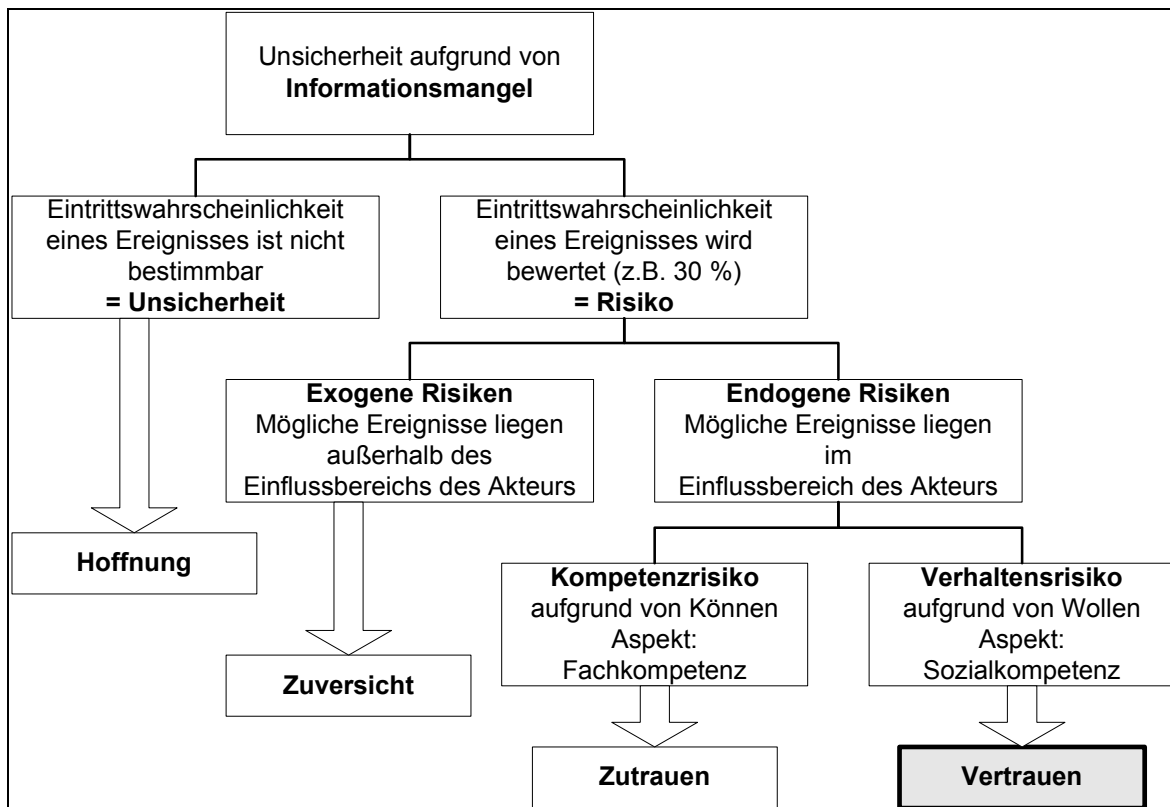 Unsicherheit aufgrund von
Informationsmangel
Eintrittswahrscheinlichkeit
eines Ereignisses ist nicht
bestimmbar
= Unsicherheit
Eintrittswahrscheinlichkeit
eines Ereignisses wird
bewertet (z.B. 30 %)
= Risiko
Exogene Risiken
Mögliche Ereignisse liegen
außerhalb des
Einflussbereichs des Akteurs
Endogene Risiken
Mögliche Ereignisse liegen
im
Einflussbereich des Akteurs
Hoffnung
Kompetenzrisiko
aufgrund von Können
Aspekt:
Fachkompetenz
Verhaltensrisiko
aufgrund von Wollen
Aspekt:
Sozialkompetenz
Zuversicht
Zutrauen
Vertrauen